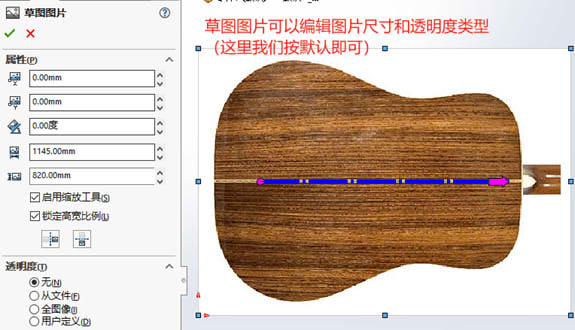 草图图片
草图图片可以编辑图片尺寸和透明度类型
（这里我们按默认即可）
属性(P)
0.00mm
0.00mm
0.00度
1145.00mm
820.00mm
启用缩放工具(S)
锁定高宽比例(L)
透明度(T)
无(N)
从文件(F)
全图像(I)
用户定义(D)